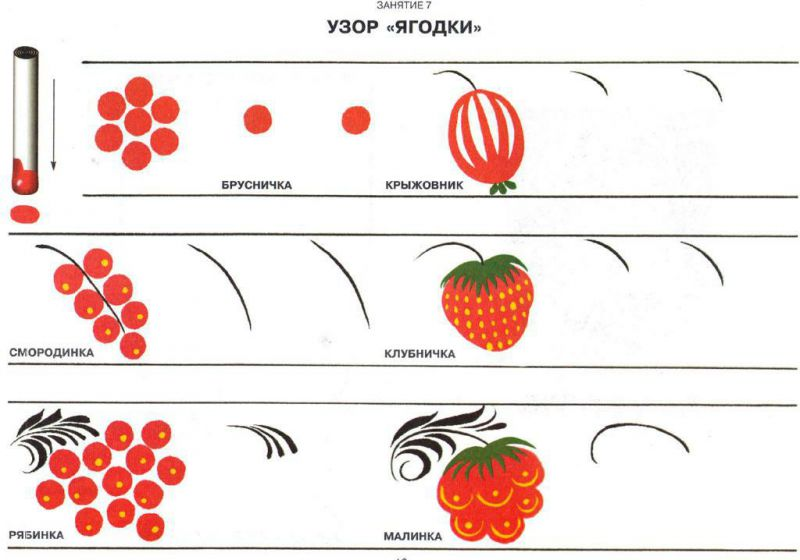 ЗАНЯТИЕ 7
УЗОР «ЯГОДКИ»
БРУСНИЧКА
КРЫЖОВНИК
СМОРОДИНКА
КЛУБНИЧКА
РЯБИНКА
МАЛИНКА